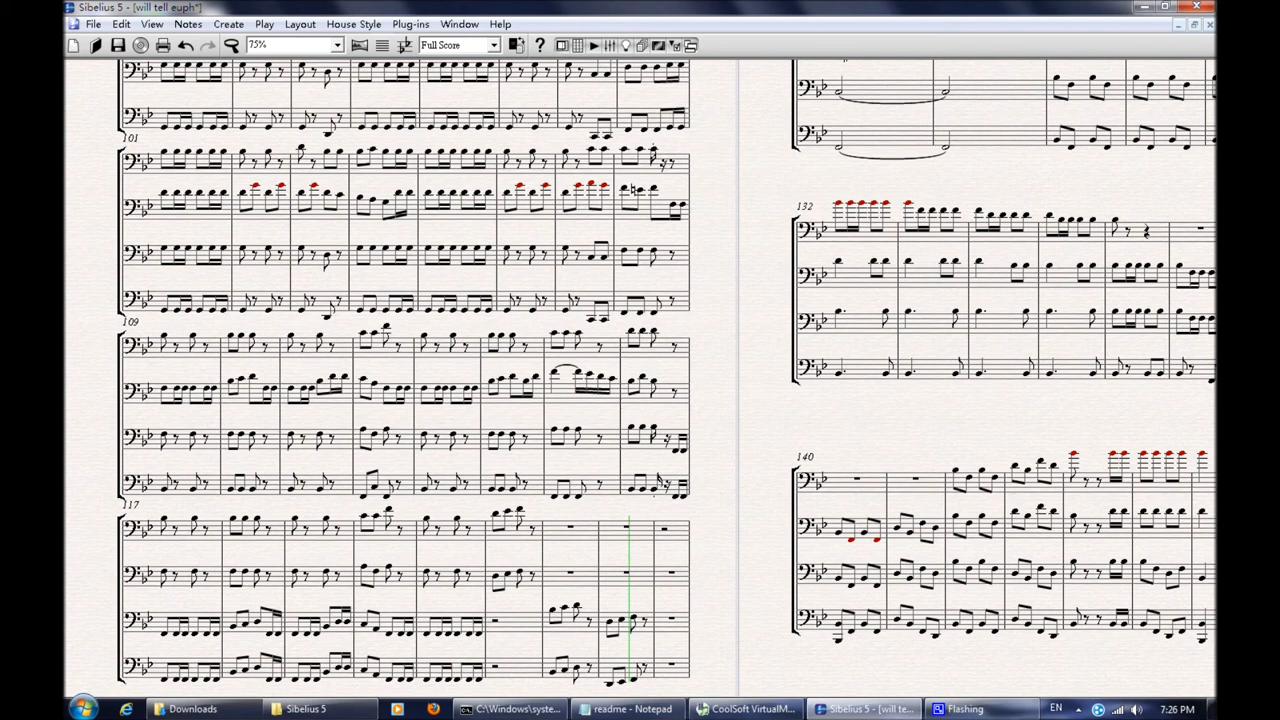 Sibelius 5 - [will tell euph*]
File Edit View Notes Create Play Layout House Style Plug-ins Window Help
75% Full Score
101
109
117
132
140
Downloads Sibelius 5 C:\Windows\syste... readme - Notepad CoolSoft VirtualM... Sibelius 5 - [will te... Flashing EN 7:26 PM